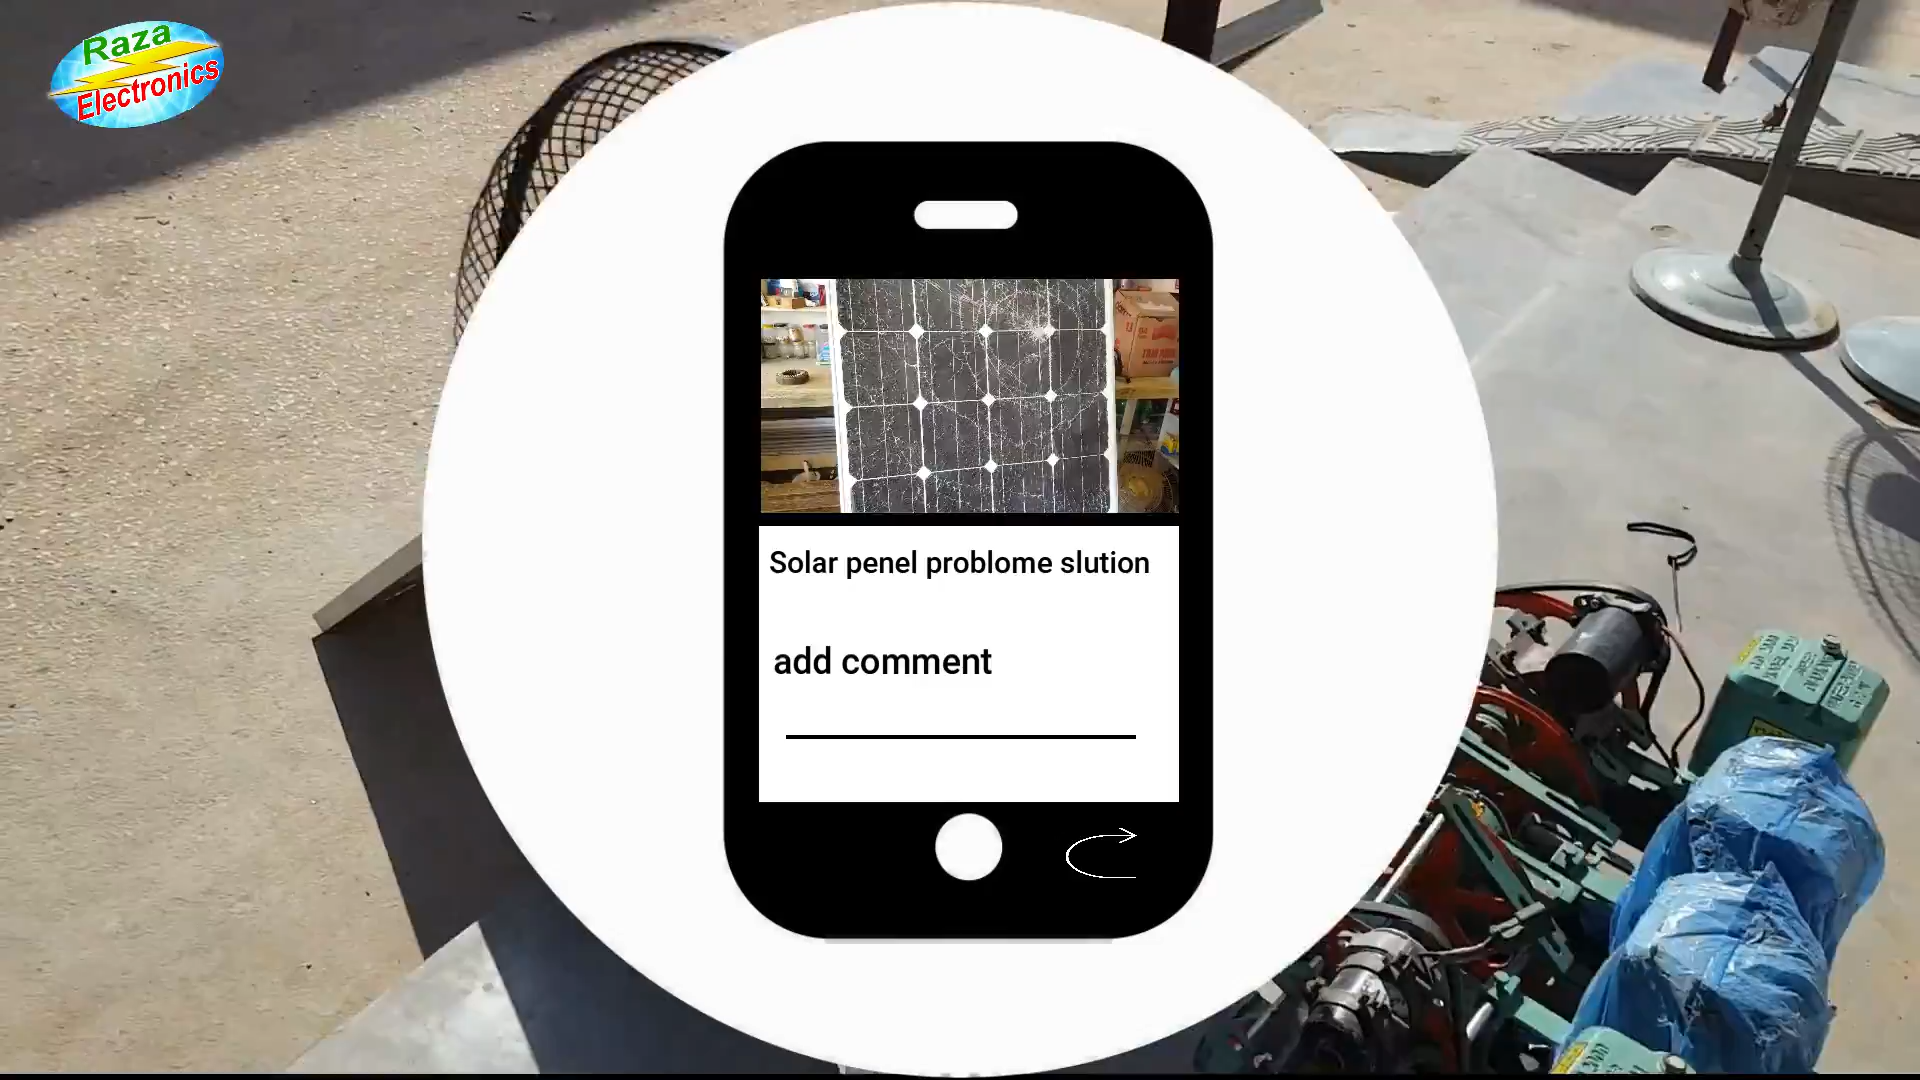 Raza
Electronics
Solar penel problome slution
add comment